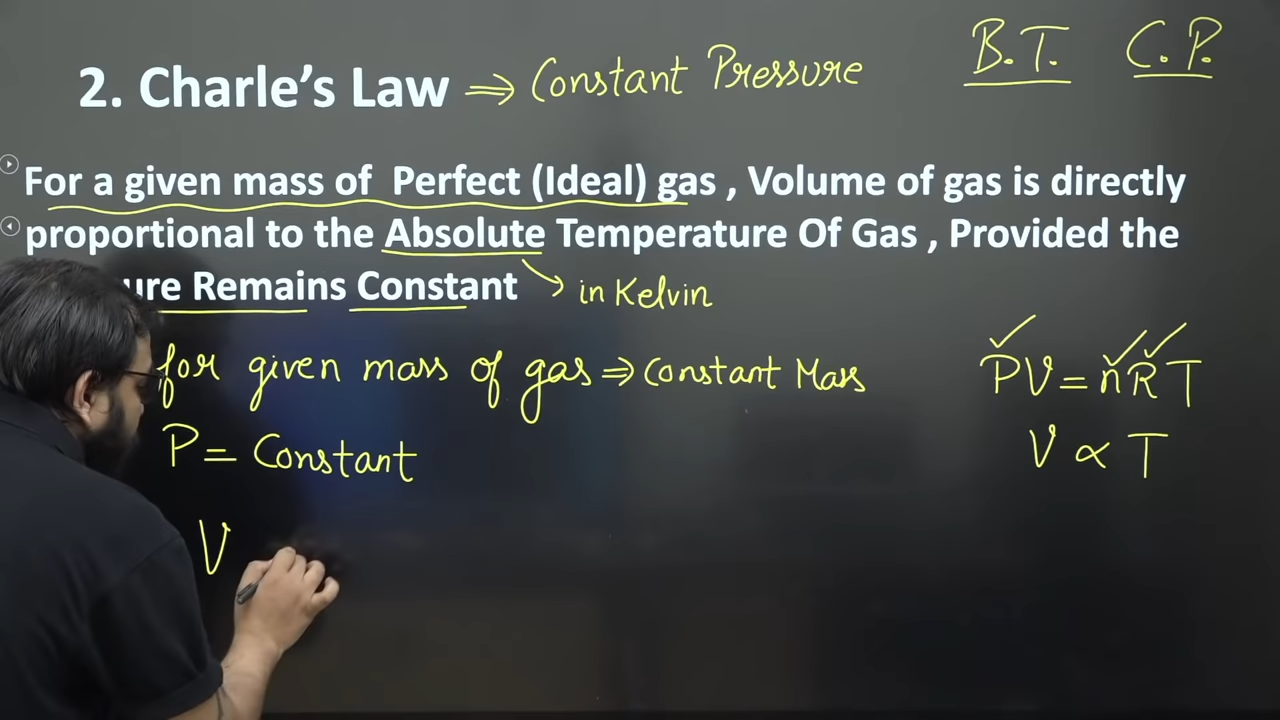 B.T. C.P.
2. Charle's Law ⇒ Constant Pressure
For a given mass of Perfect (Ideal) gas , Volume of gas is directly
proportional to the Absolute Temperature Of Gas , Provided the
ure Remains Constant → in Kelvin
for given mass of gas ⇒ Constant Mass
PV = nRT
P = Constant
V ∝ T
V